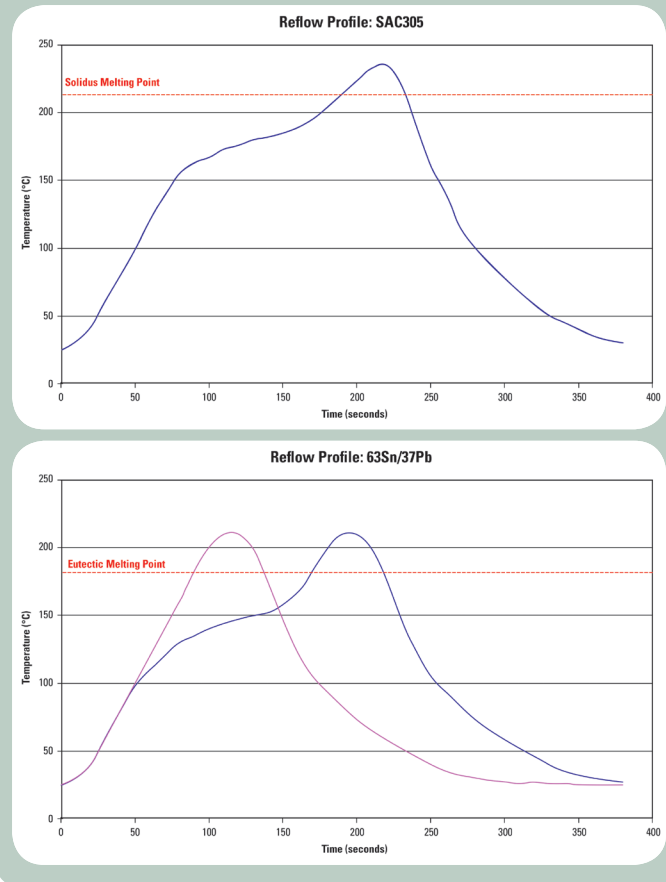 Reflow Profile: SAC305
250
Solidus Melting Point
200
150
100
50
0
Temperature (°C)
0 50 100 150 200 250 300 350 400
Time (seconds)
Reflow Profile: 63Sn/37Pb
250
200
Eutectic Melting Point
150
100
50
0
Temperature (°C)
0 50 100 150 200 250 300 350 400
Time (seconds)